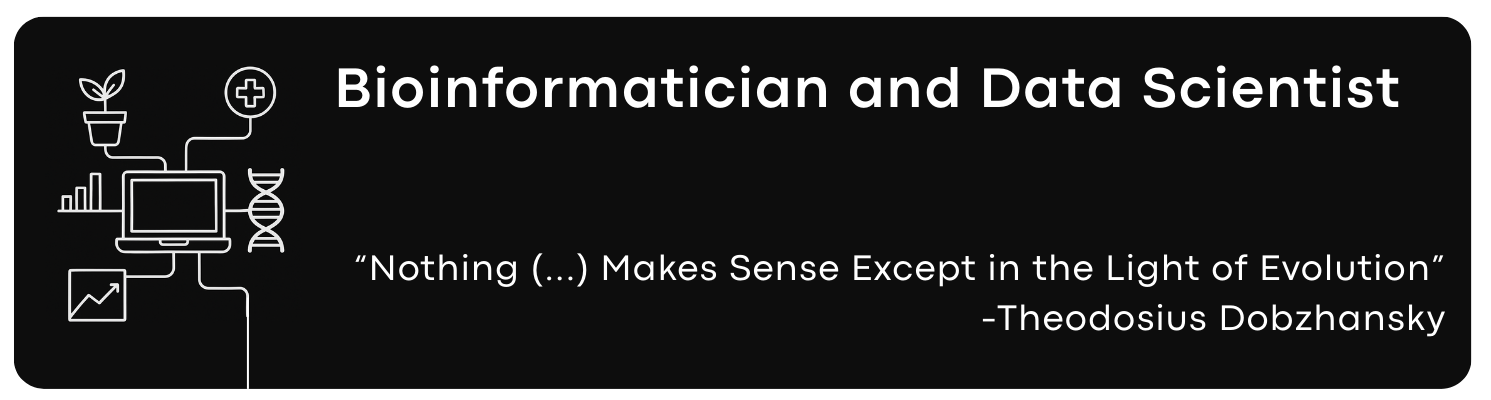 Bioinformatician and Data Scientist
“Nothing (...) Makes Sense Except in the Light of Evolution”
-Theodosius Dobzhansky